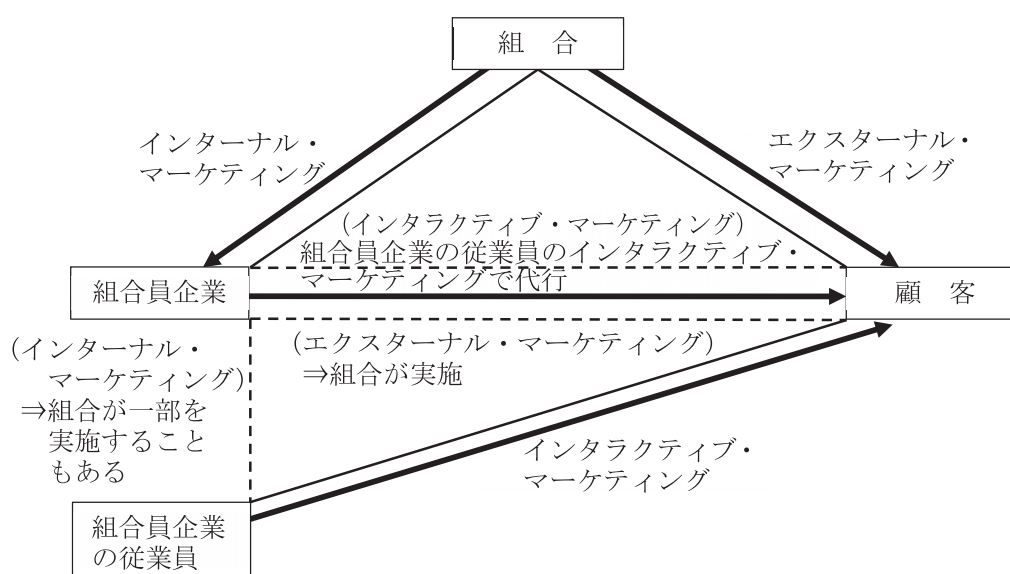 組 合
インターナル・
マーケティング
エクスターナル・
マーケティング
(インタラクティブ・マーケティング)
組合員企業の従業員のインタラクティブ・
マーケティングで代行
組合員企業
顧 客
(インターナル・
マーケティング)
⇒組合が一部を
実施すること
もある
(エクスターナル・マーケティング)
⇒組合が実施
インタラクティブ・
マーケティング
組合員企業
の従業員